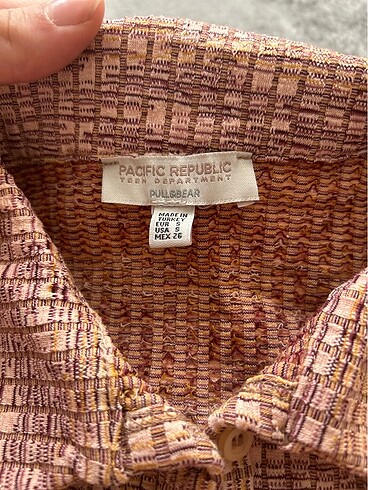 PACIFIC REPUBLIC
TEEN DEPARTMENT
PULL&BEAR
MADE IN
TURKEY
EUR S
USA S
MEX 26